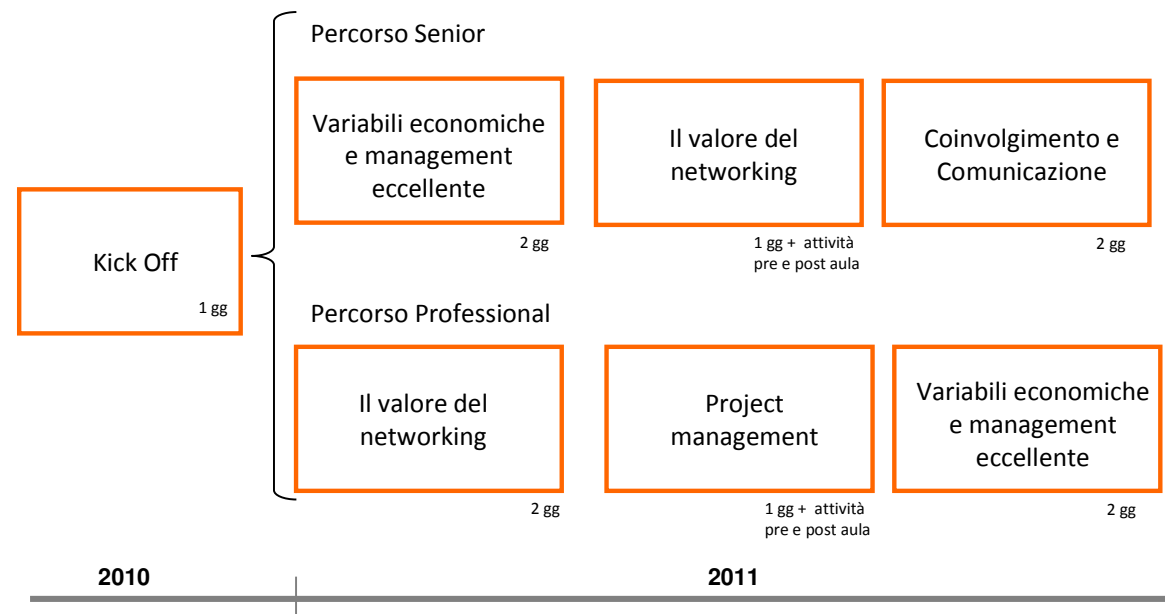 Percorso Senior
Variabili economiche
e management
eccellente
2 gg
Il valore del
networking
1 gg + attività
pre e post aula
Coinvolgimento e
Comunicazione
2 gg
Kick Off
1 gg
Percorso Professional
Il valore del
networking
2 gg
Project
management
1 gg + attività
pre e post aula
Variabili economiche
e management
eccellente
2 gg
2010
2011